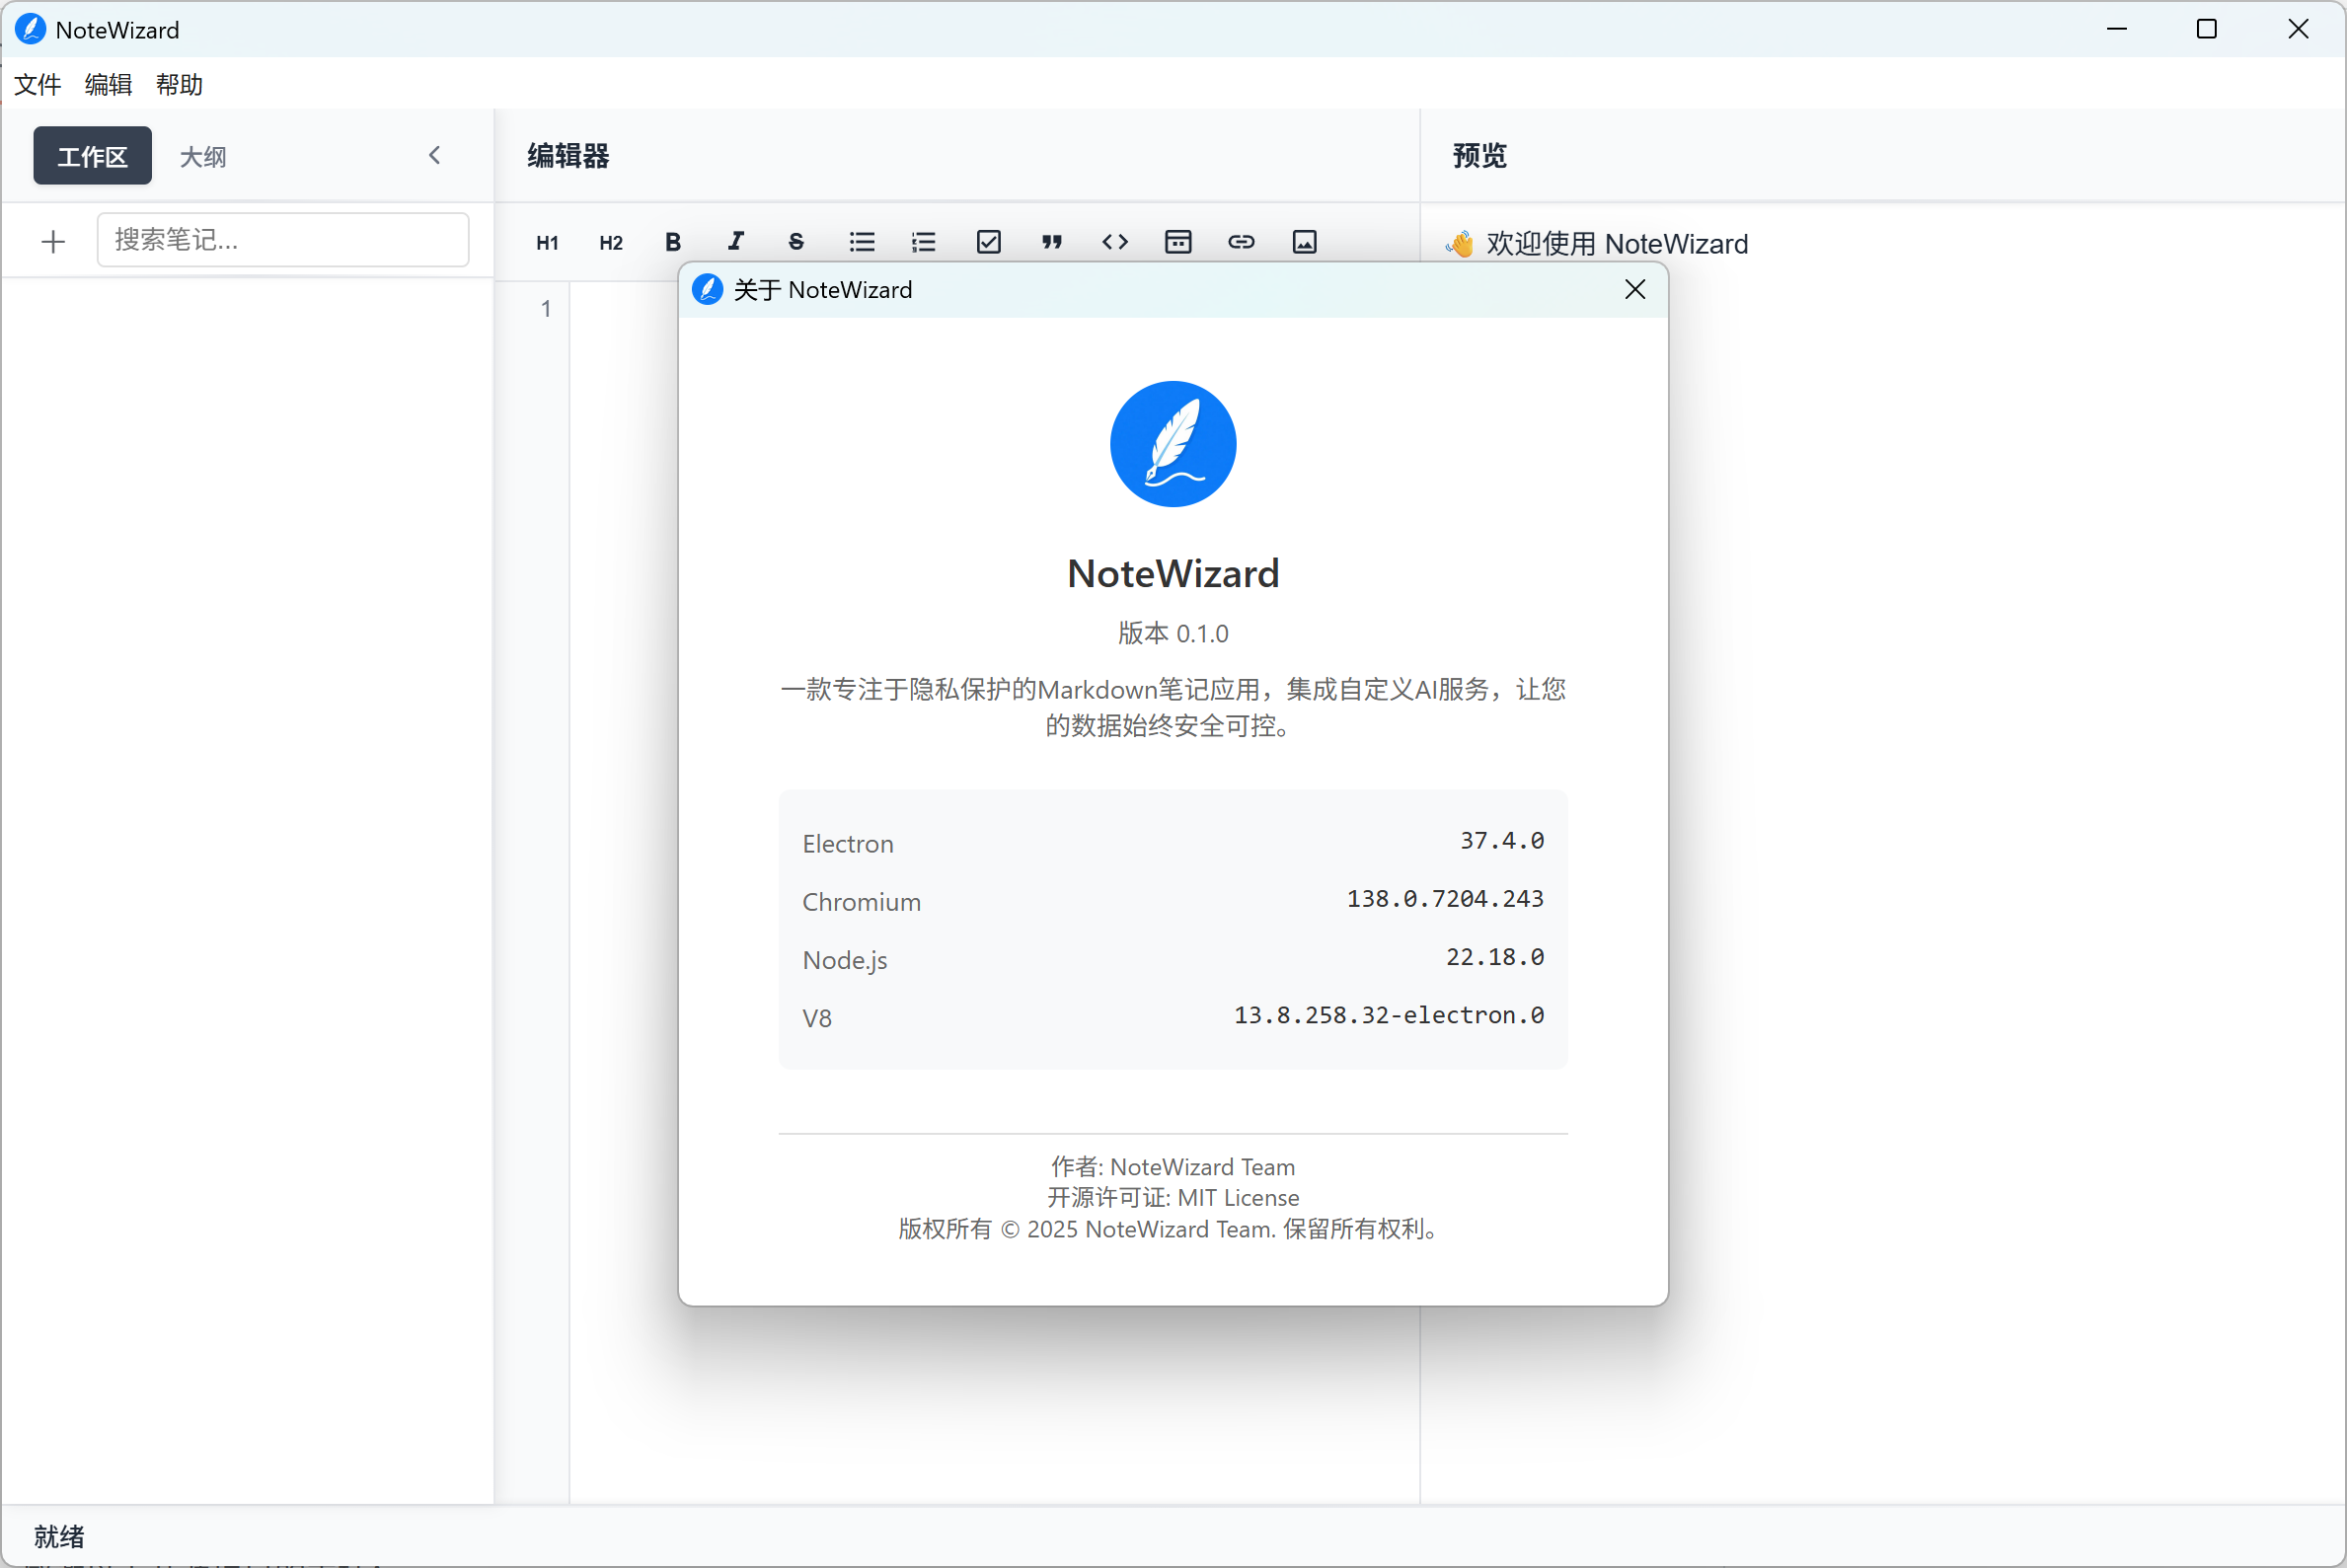 NoteWizard
文件 编辑 帮助
工作区 大纲
编辑器
预览
搜索笔记...
H1 H2 B I S
👋 欢迎使用 NoteWizard
1
关于 NoteWizard
NoteWizard
版本 0.1.0
一款专注于隐私保护的Markdown笔记应用，集成自定义AI服务，让您
的数据始终安全可控。
Electron 37.4.0
Chromium 138.0.7204.243
Node.js 22.18.0
V8 13.8.258.32-electron.0
作者: NoteWizard Team
开源许可证: MIT License
版权所有 © 2025 NoteWizard Team. 保留所有权利。
就绪